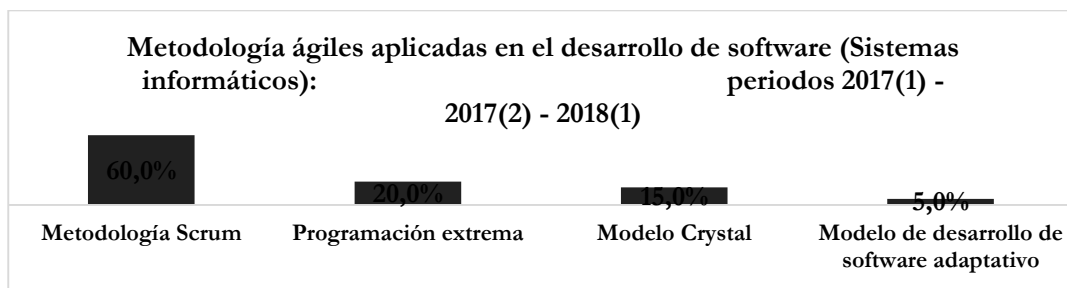 Metodología ágiles aplicadas en el desarrollo de software (Sistemas
informáticos): periodos 2017(1) -
2017(2) - 2018(1)
60,0%
20,0%
15,0%
5,0%
Metodología Scrum
Programación extrema
Modelo Crystal
Modelo de desarrollo de
software adaptativo